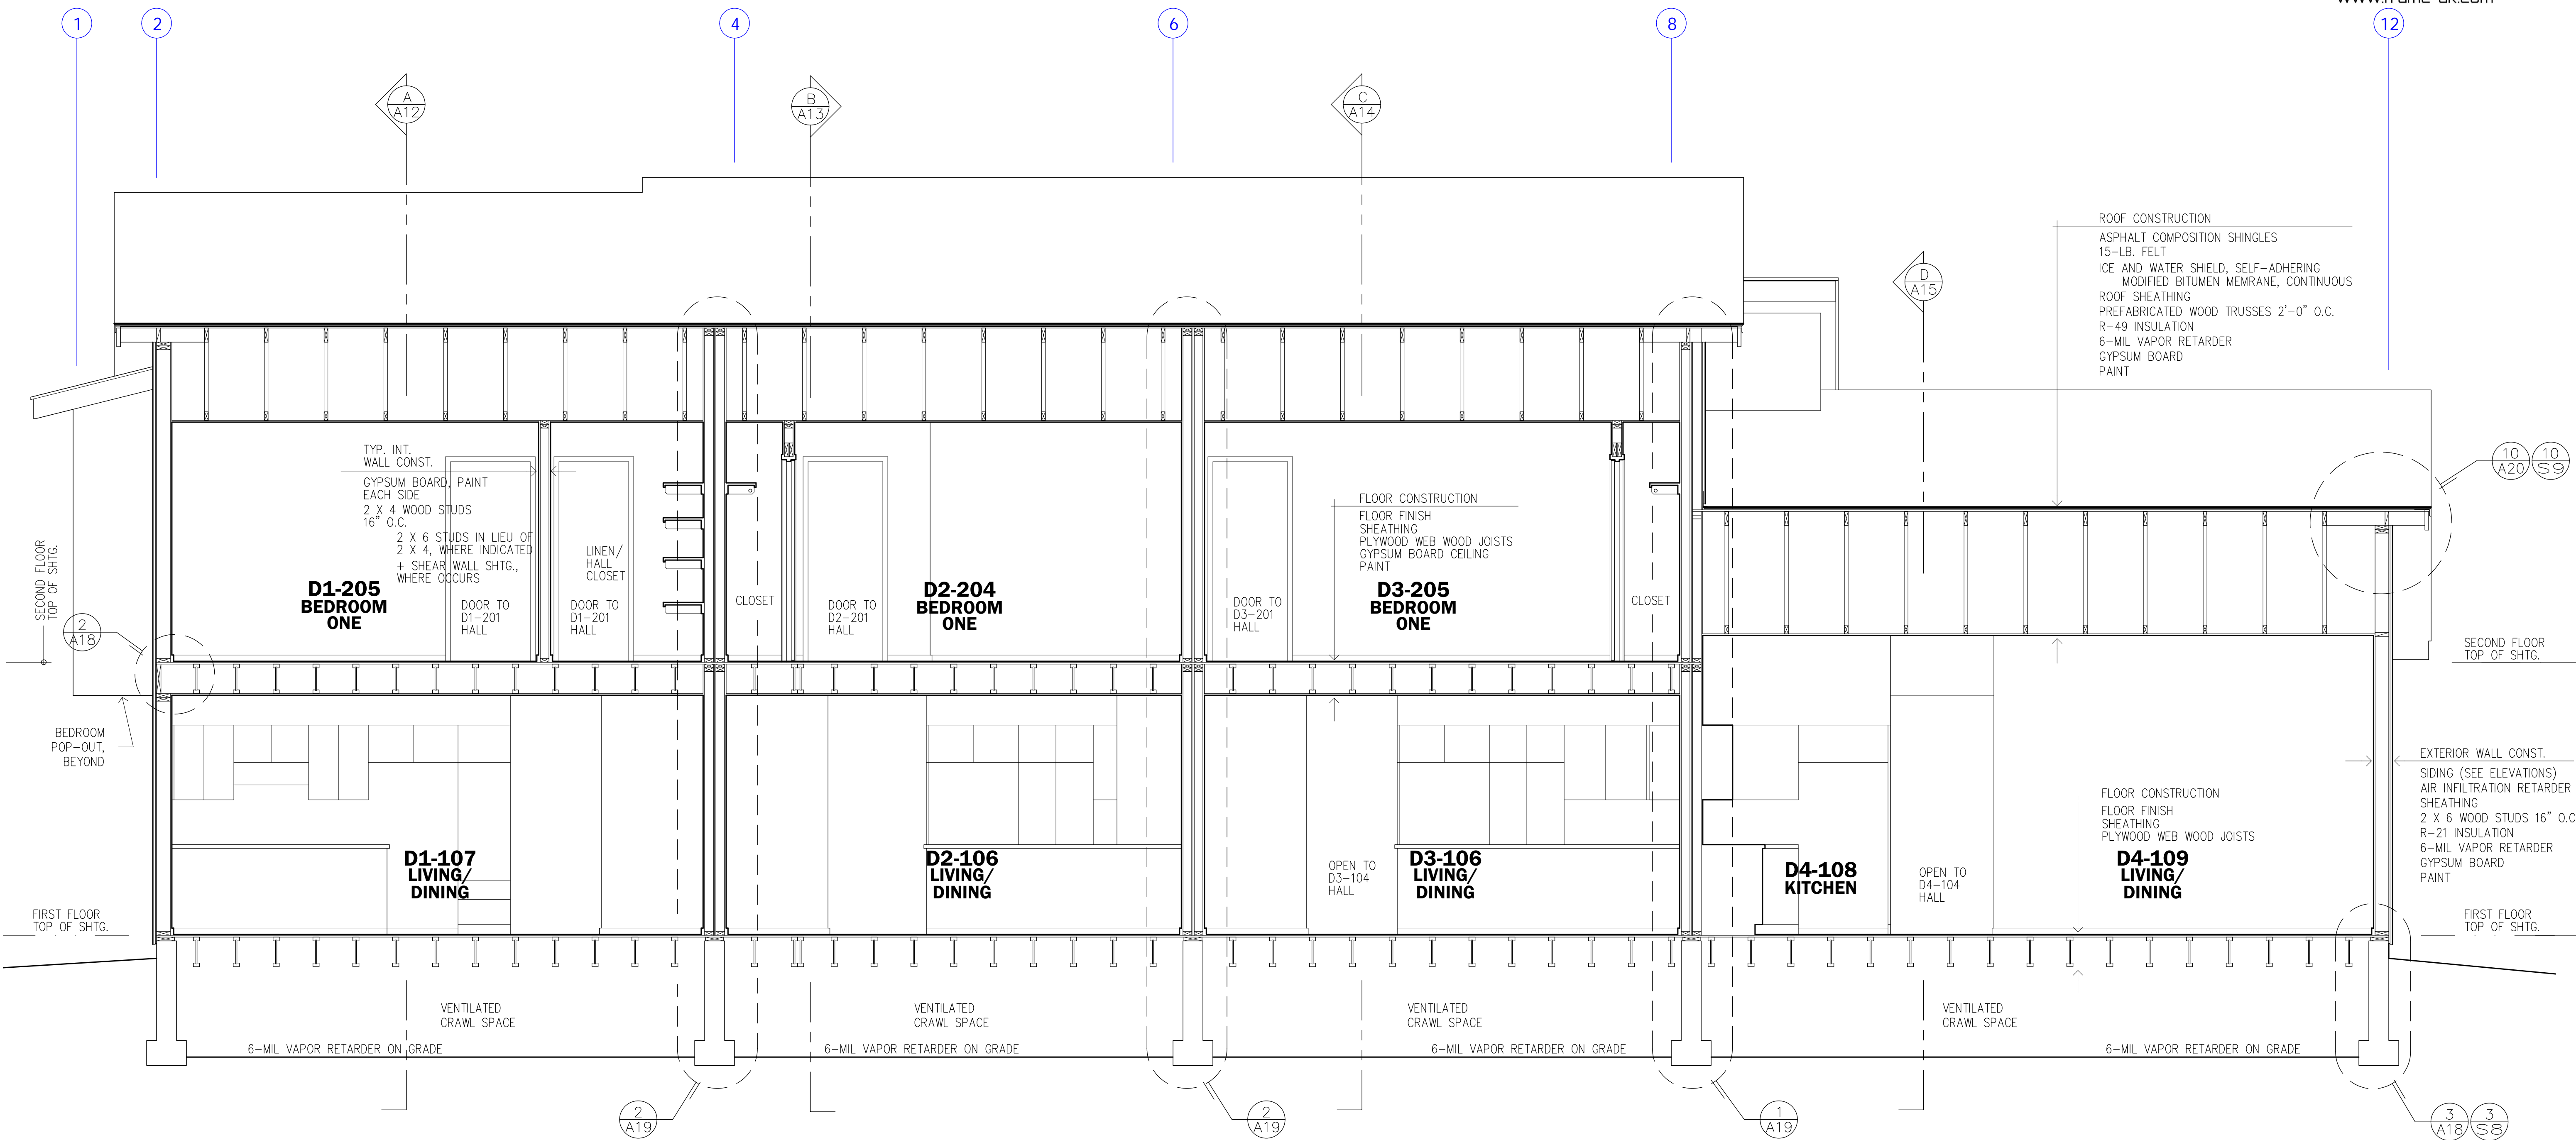 www.frame-ak.com
1
2
4
6
8
12
A
A12
B
A13
C
A14
D
A15
ROOF CONSTRUCTION
ASPHALT COMPOSITION SHINGLES
15-LB. FELT
ICE AND WATER SHIELD, SELF-ADHERING
MODIFIED BITUMEN MEMRANE, CONTINUOUS
ROOF SHEATHING
PREFABRICATED WOOD TRUSSES 2'-0" O.C.
R-49 INSULATION
6-MIL VAPOR RETARDER
GYPSUM BOARD
PAINT
10
A20
10
S9
TYP. INT.
WALL CONST.
GYPSUM BOARD, PAINT
EACH SIDE
2 X 4 WOOD STUDS
16" O.C.
2 X 6 STUDS IN LIEU OF
2 X 4, WHERE INDICATED
+ SHEAR WALL SHTG.,
WHERE OCCURS
SECOND FLOOR
TOP OF SHTG.
2
A18
D1-205
BEDROOM
ONE
DOOR TO
D1-201
HALL
LINEN/
HALL
CLOSET
DOOR TO
D1-201
HALL
CLOSET
DOOR TO
D2-201
HALL
D2-204
BEDROOM
ONE
DOOR TO
D3-201
HALL
FLOOR CONSTRUCTION
FLOOR FINISH
SHEATHING
PLYWOOD WEB WOOD JOISTS
GYPSUM BOARD CEILING
PAINT
D3-205
BEDROOM
ONE
CLOSET
SECOND FLOOR
TOP OF SHTG.
BEDROOM
POP-OUT,
BEYOND
EXTERIOR WALL CONST.
SIDING (SEE ELEVATIONS)
AIR INFILTRATION RETARDER
SHEATHING
2 X 6 WOOD STUDS 16" O.C
R-21 INSULATION
6-MIL VAPOR RETARDER
GYPSUM BOARD
PAINT
FLOOR CONSTRUCTION
FLOOR FINISH
SHEATHING
PLYWOOD WEB WOOD JOISTS
D1-107
LIVING/
DINING
D2-106
LIVING/
DINING
OPEN TO
D3-104
HALL
D3-106
LIVING/
DINING
D4-108
KITCHEN
OPEN TO
D4-104
HALL
D4-109
LIVING/
DINING
FIRST FLOOR
TOP OF SHTG.
FIRST FLOOR
TOP OF SHTG.
VENTILATED
CRAWL SPACE
VENTILATED
CRAWL SPACE
VENTILATED
CRAWL SPACE
VENTILATED
CRAWL SPACE
6-MIL VAPOR RETARDER ON GRADE
6-MIL VAPOR RETARDER ON GRADE
6-MIL VAPOR RETARDER ON GRADE
6-MIL VAPOR RETARDER ON GRADE
2
A19
2
A19
1
A19
3
A18
3
S8